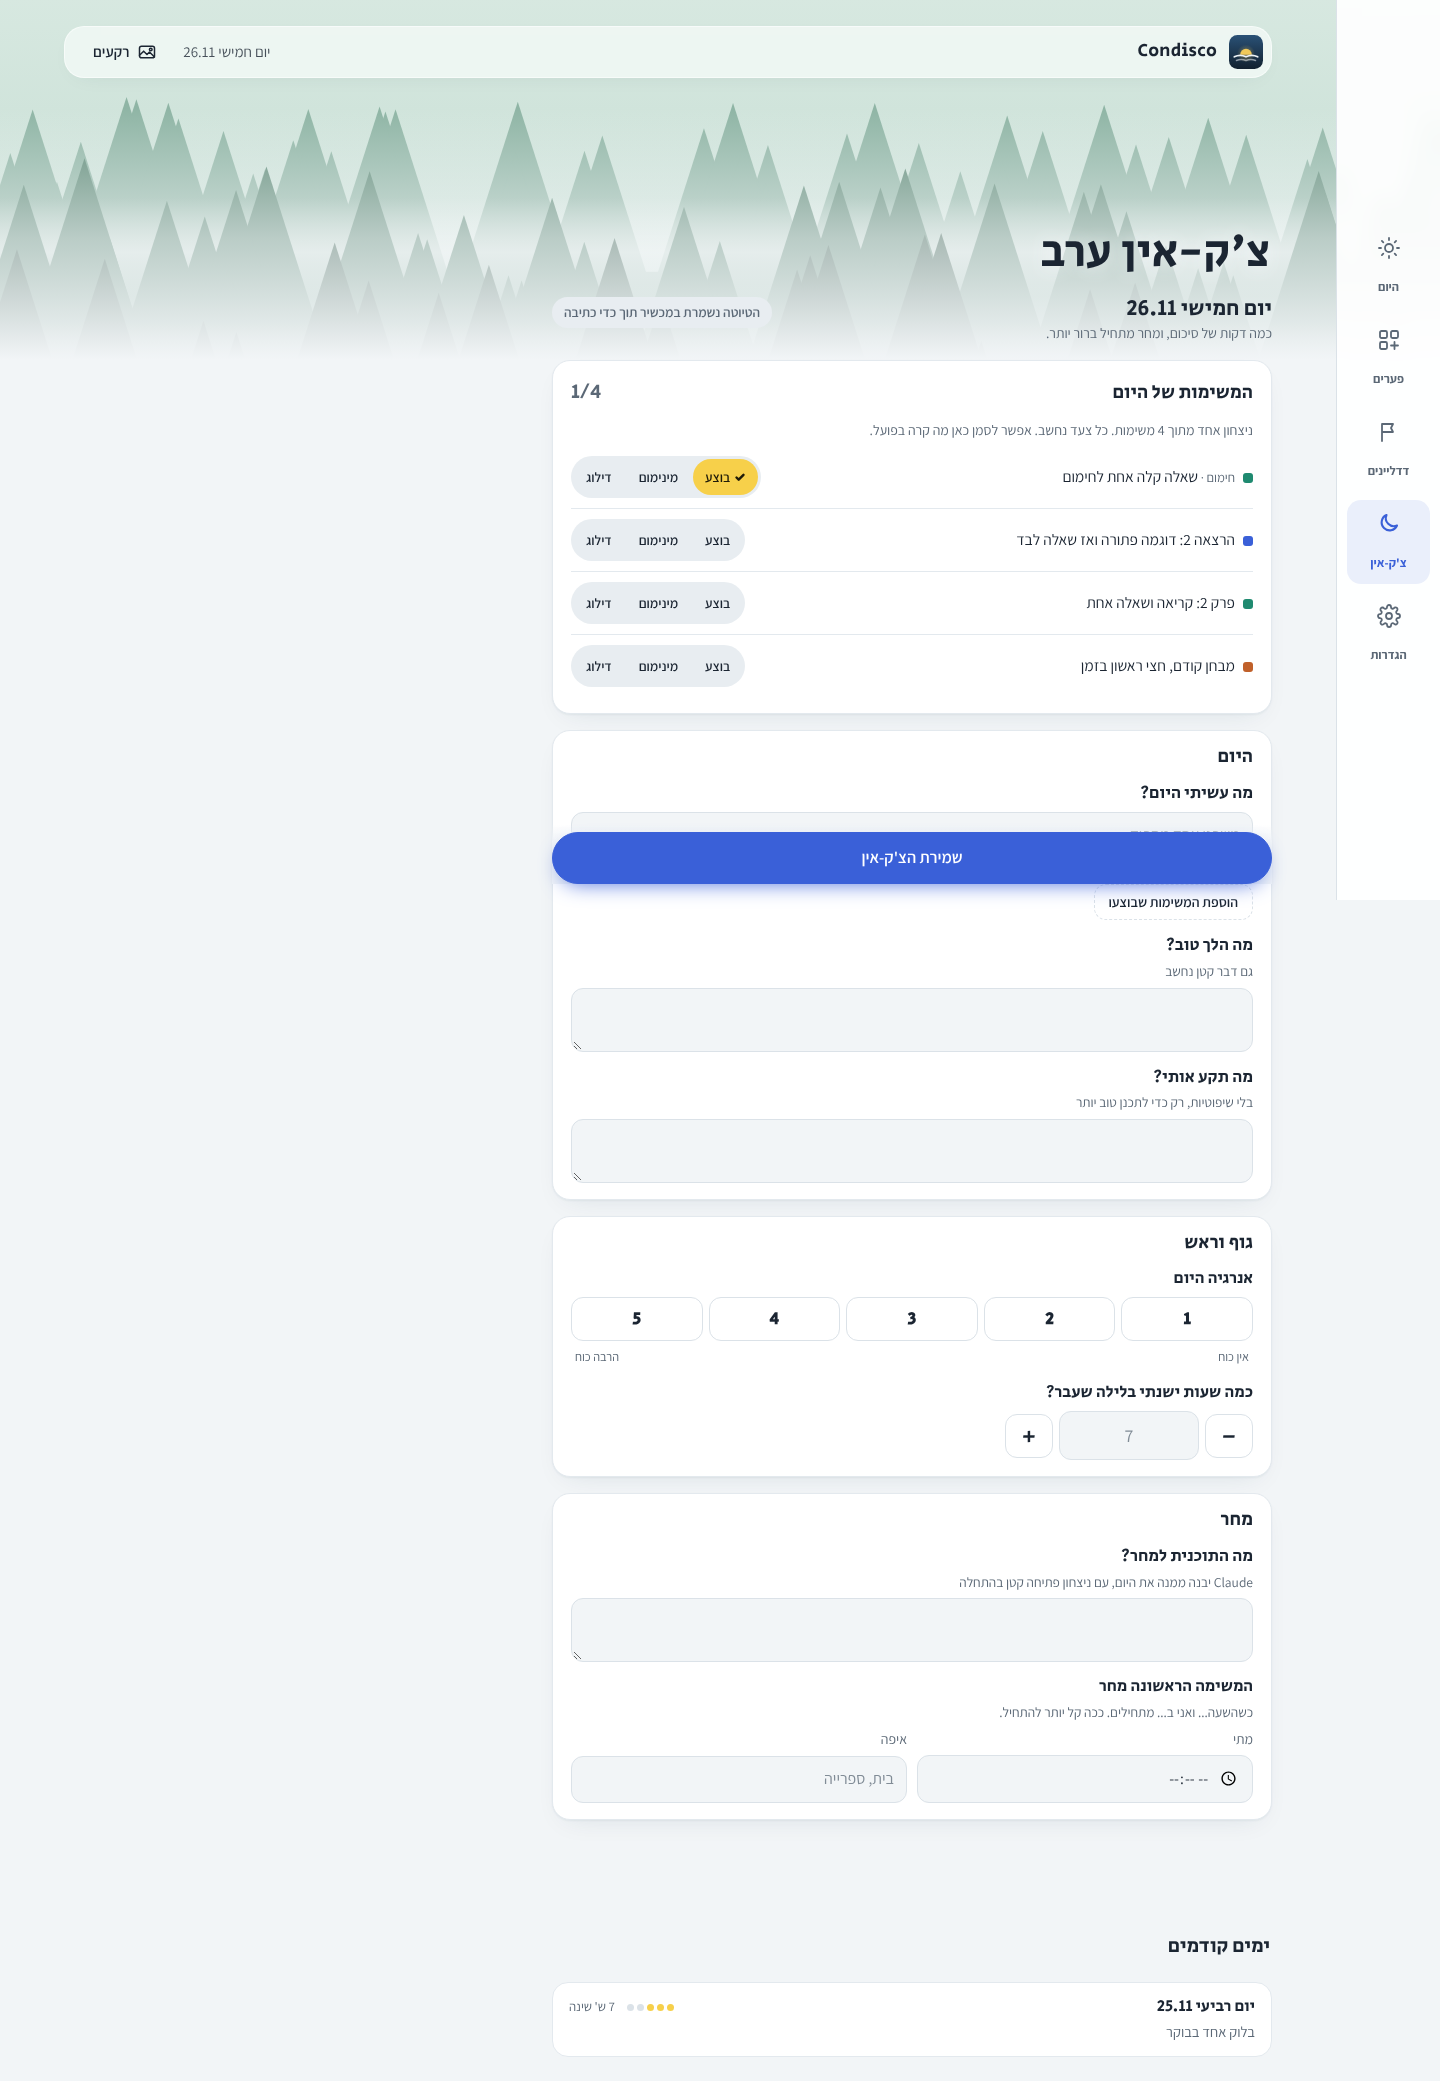 Condisco
יום חמישי 26.11
רקעים
היום
פערים
דדליינים
צ'ק-אין
הגדרות
צ'ק-אין ערב
יום חמישי 26.11
הטיוטה נשמרת במכשיר תוך כדי כתיבה
כמה דקות של סיכום, ומחר מתחיל ברור יותר.
המשימות של היום
1/4
ניצחון אחד מתוך 4 משימות. כל צעד נחשב. אפשר לסמן כאן מה קרה בפועל.
חימום · שאלה קלה אחת לחימום
בוצע מינימום דילוג
הרצאה 2: דוגמה פתורה ואז שאלה לבד
בוצע מינימום דילוג
פרק 2: קריאה ושאלה אחת
בוצע מינימום דילוג
מבחן קודם, חצי ראשון בזמן
בוצע מינימום דילוג
היום
מה עשיתי היום?
שמירת הצ'ק-אין
הוספת המשימות שבוצעו
מה הלך טוב?
גם דבר קטן נחשב
מה תקע אותי?
בלי שיפוטיות, רק כדי לתכנן טוב יותר
גוף וראש
אנרגיה היום
1 2 3 4 5
אין כוח
הרבה כוח
כמה שעות ישנתי בלילה שעבר?
− 7 +
מחר
מה התוכנית למחר?
Claude יבנה ממנה את היום, עם ניצחון פתיחה קטן בהתחלה
המשימה הראשונה מחר
כשהשעה... ואני ב... מתחילים. ככה קל יותר להתחיל.
מתי
איפה
--:-- --
בית, ספרייה
ימים קודמים
יום רביעי 25.11
7 ש' שינה
בלוק אחד בבוקר